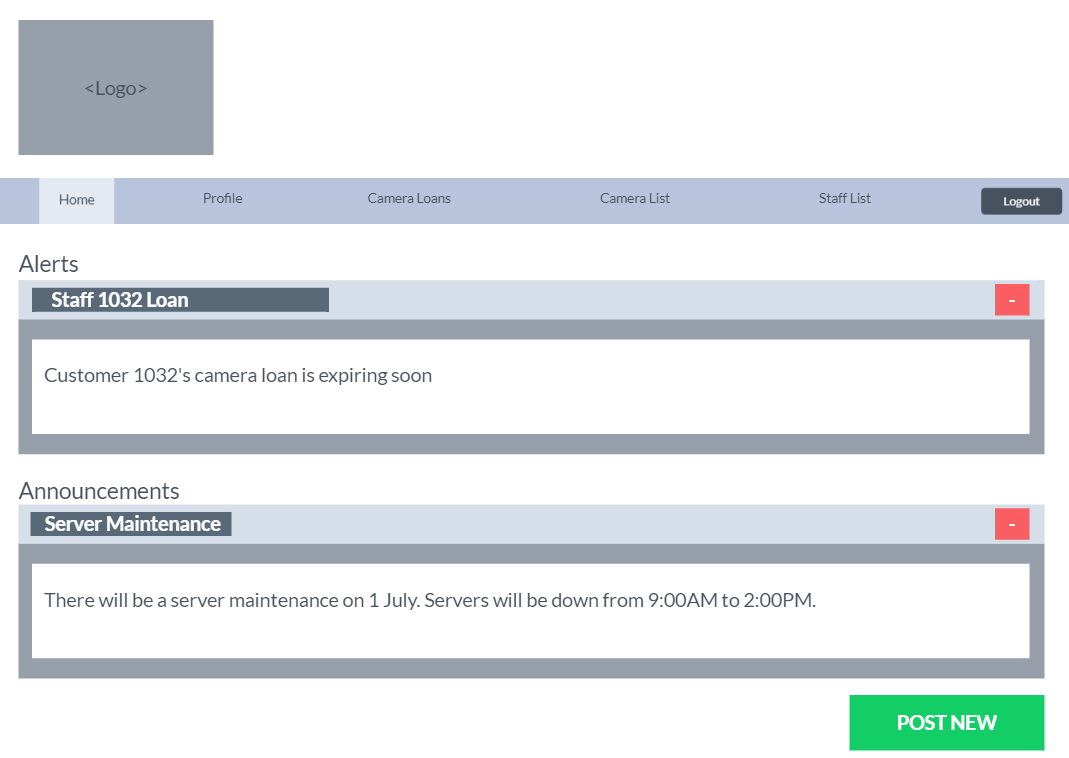 <Logo>
Home
Profile
Camera Loans
Camera List
Staff List
Logout
Alerts
Staff 1032 Loan
-
Customer 1032's camera loan is expiring soon
Announcements
Server Maintenance
-
There will be a server maintenance on 1 July. Servers will be down from 9:00AM to 2:00PM.
POST NEW